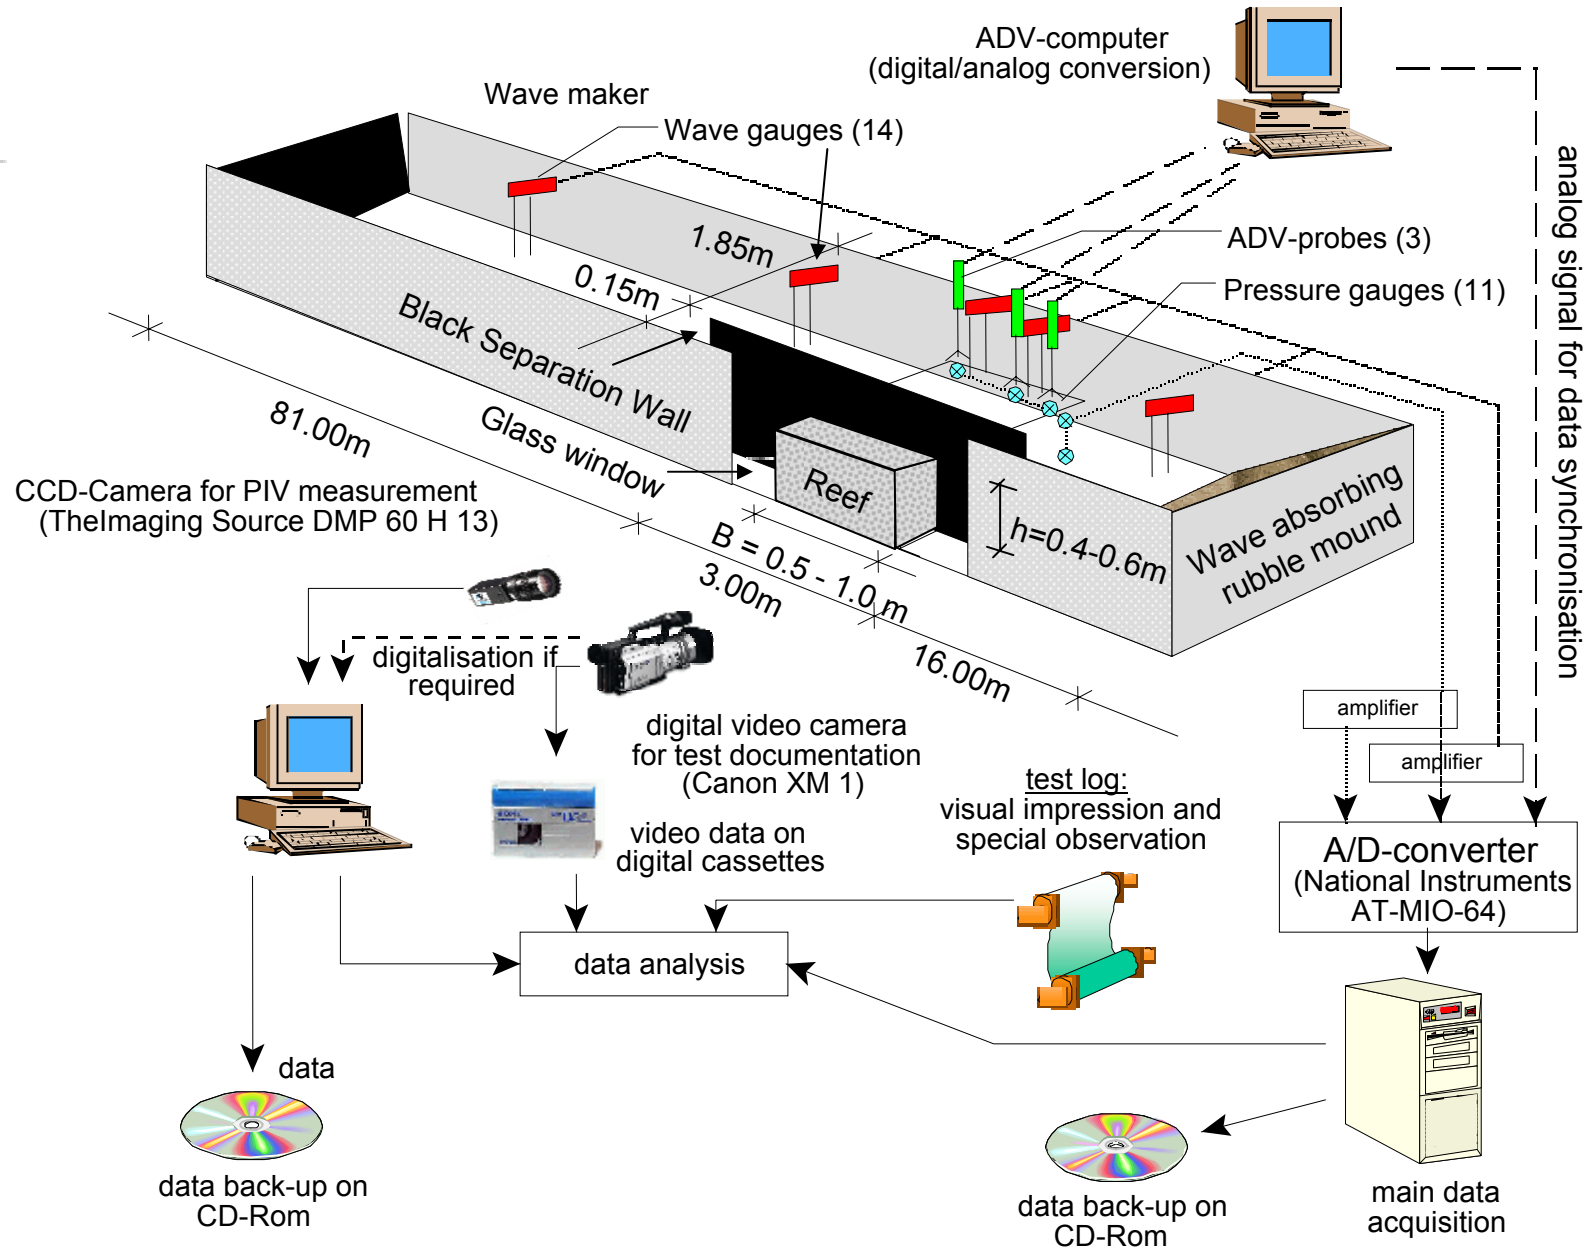 ADV-computer
(digital/analog conversion)
Wave maker
Wave gauges (14)
analog signal for data synchronisation
ADV-probes (3)
1.85m
0.15m
Pressure gauges (11)
Black Separation Wall
81.00m
Glass window
Reef
h=0.4-0.6m
Wave absorbing
rubble mound
CCD-Camera for PIV measurement
(TheImaging Source DMP 60 H 13)
B = 0.5 - 1.0 m
3.00m
16.00m
digitalisation if
required
digital video camera
for test documentation
(Canon XM 1)
amplifier
amplifier
test log:
visual impression and
special observation
video data on
digital cassettes
A/D-converter
(National Instruments
AT-MIO-64)
data analysis
data
data back-up on
CD-Rom
data back-up on
CD-Rom
main data
acquisition